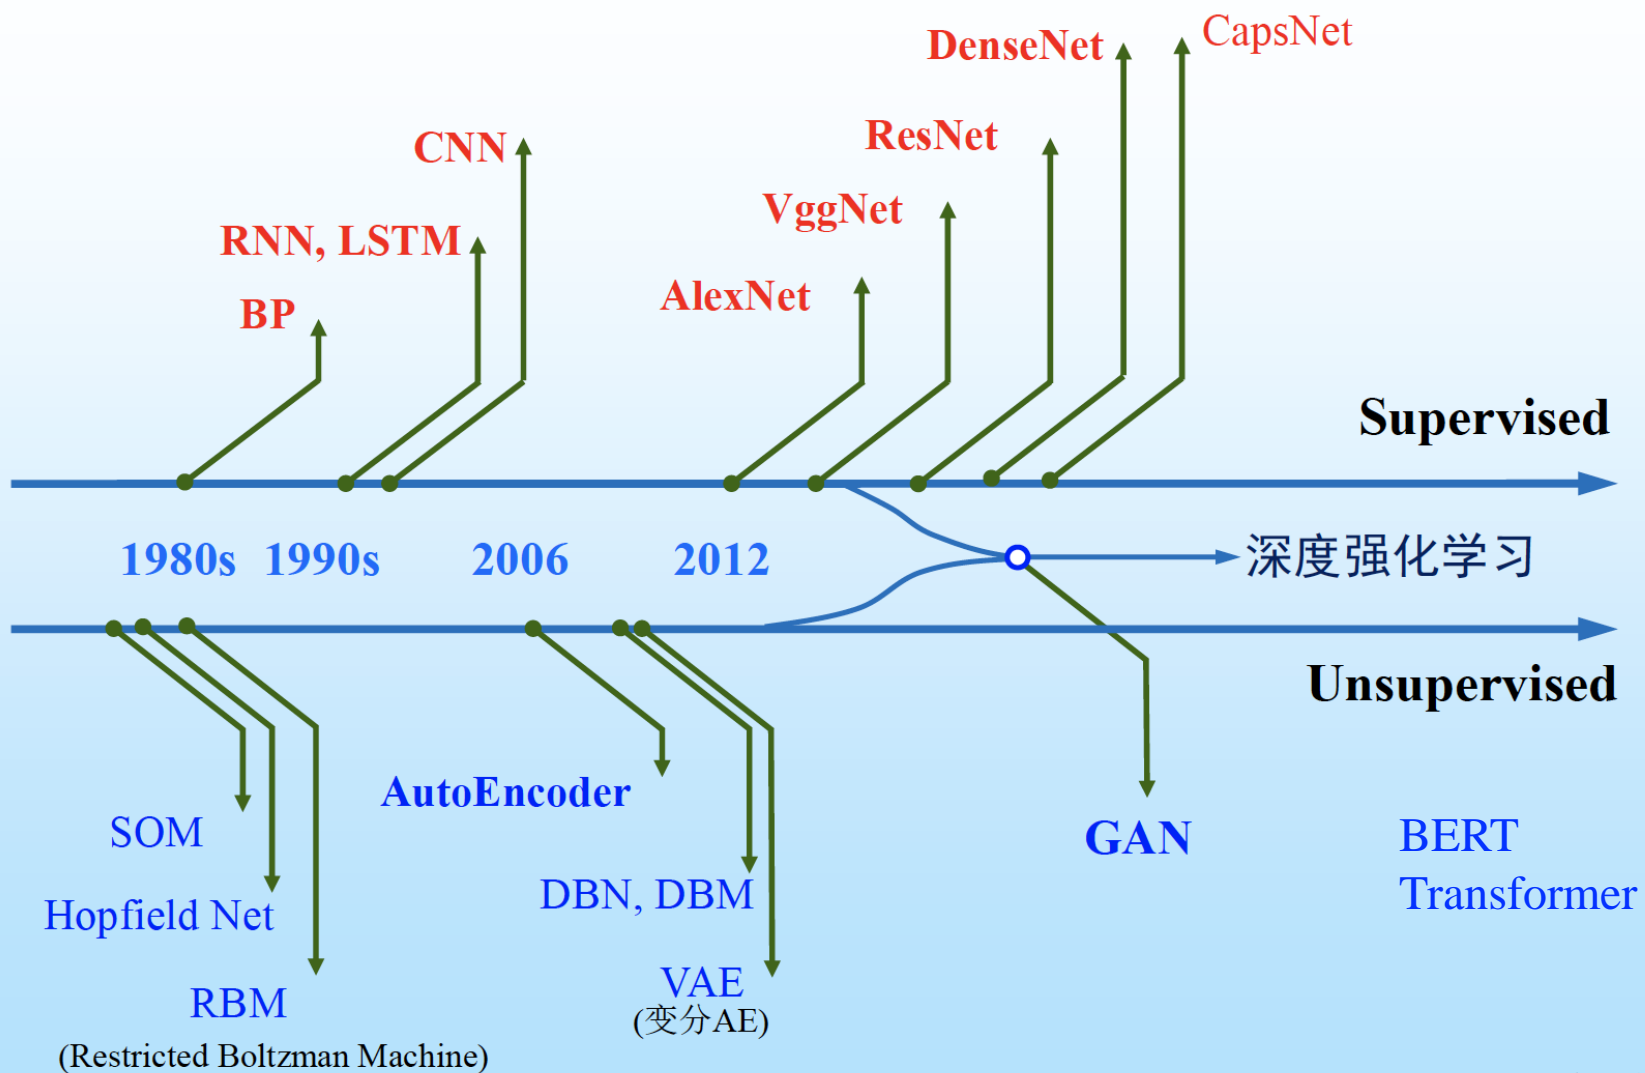 DenseNet
CapsNet
CNN
ResNet
VggNet
RNN, LSTM
AlexNet
BP
Supervised
1980s 1990s 2006 2012
深度强化学习
Unsupervised
AutoEncoder
SOM
GAN
BERT
Transformer
DBN, DBM
Hopfield Net
VAE
(变分AE)
RBM
(Restricted Boltzman Machine)